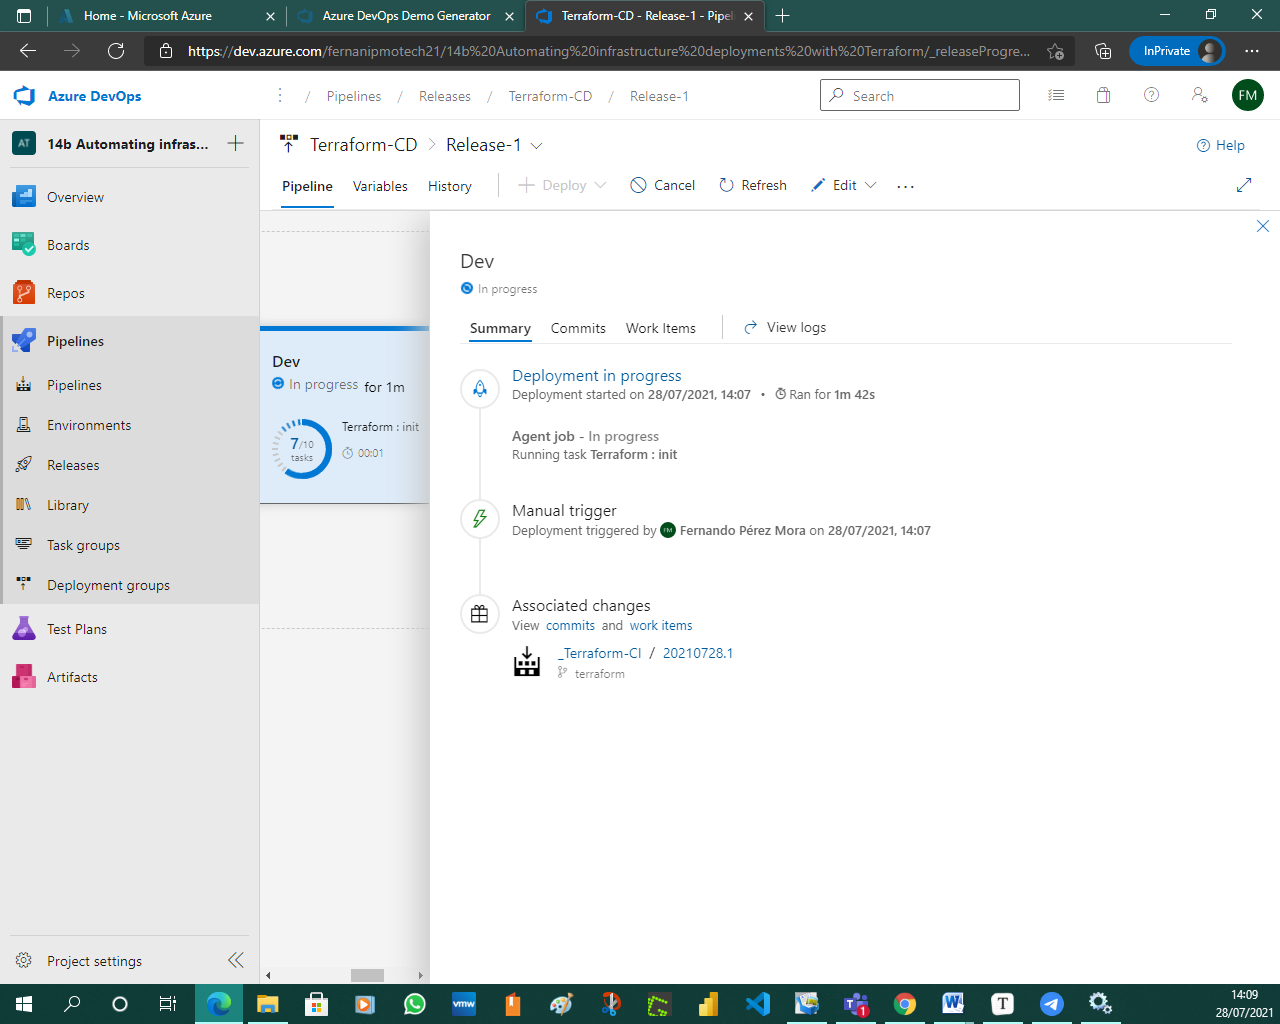 Home - Microsoft Azure
Azure DevOps Demo Generator
Terraform-CD - Release-1 - Pipel
https://dev.azure.com/fernanipmotech21/14b%20Automating%20infrastructure%20deployments%20with%20Terraform/_releaseProgre...
InPrivate
Azure DevOps
/ Pipelines / Releases / Terraform-CD / Release-1
Search
FM
AT
14b Automating infras...
Terraform-CD
Release-1
Help
Pipeline
Variables
History
Deploy
Cancel
Refresh
Edit
Overview
Boards
Repos
Pipelines
Pipelines
Environments
Releases
Library
Task groups
Deployment groups
Test Plans
Artifacts
Project settings
Dev
In progress for 1m
7/10
tasks
Terraform : init
00:01
Dev
In progress
Summary
Commits
Work Items
View logs
Deployment in progress
Deployment started on 28/07/2021, 14:07 • Ran for 1m 42s
Agent job - In progress
Running task Terraform : init
Manual trigger
Deployment triggered by FM Fernando Pérez Mora on 28/07/2021, 14:07
Associated changes
View commits and work items
_Terraform-CI / 20210728.1
terraform
vmw
1
W
T
14:09
28/07/2021